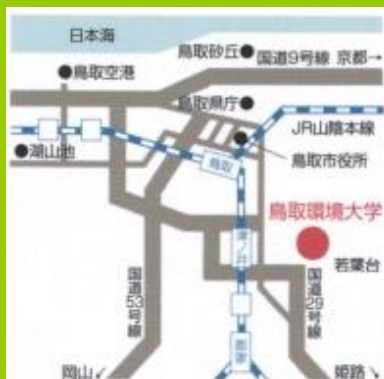 日本海
鳥取砂丘
国道9号線 京都→
鳥取空港
鳥取県庁
JR山陰本線
湖山池
鳥取
鳥取市役所
鳥取環境大学
津ノ井
若葉台
国道53号線
国道29号線
郡家
岡山↙
姫路↘